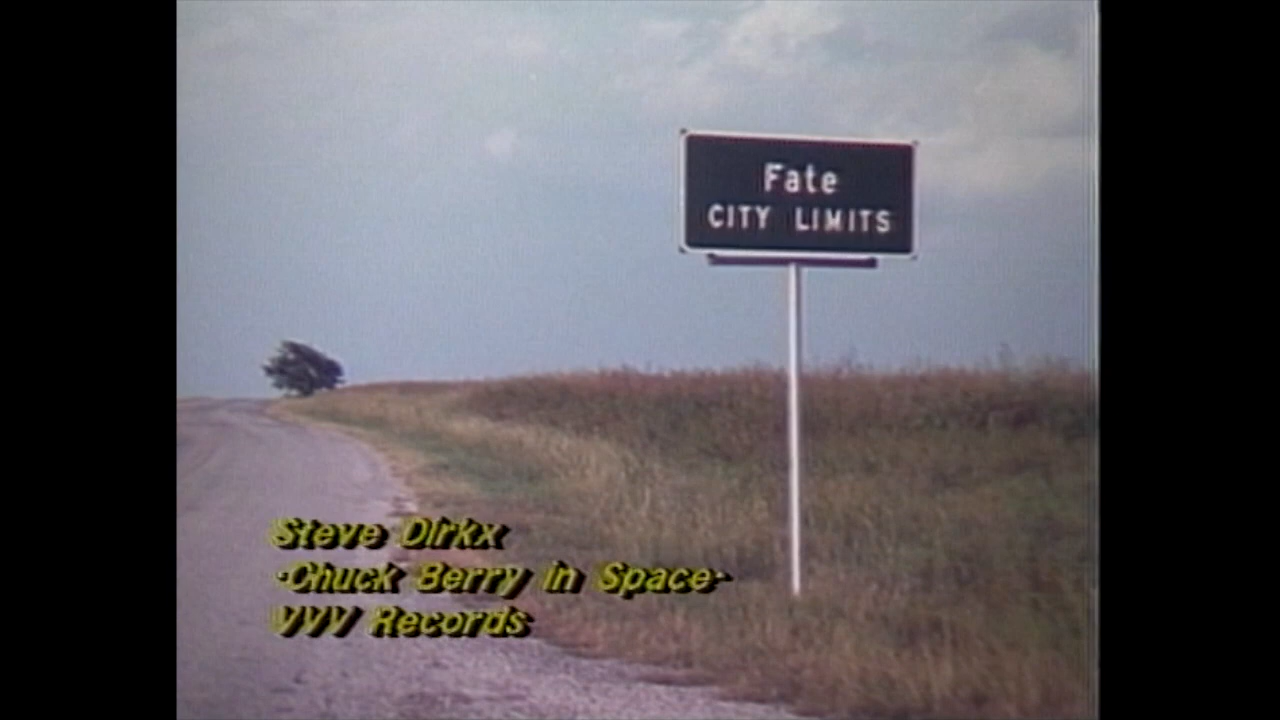 Fate
CITY LIMITS
Steve Dirkx
"Chuck Berry in Space"
VVV Records